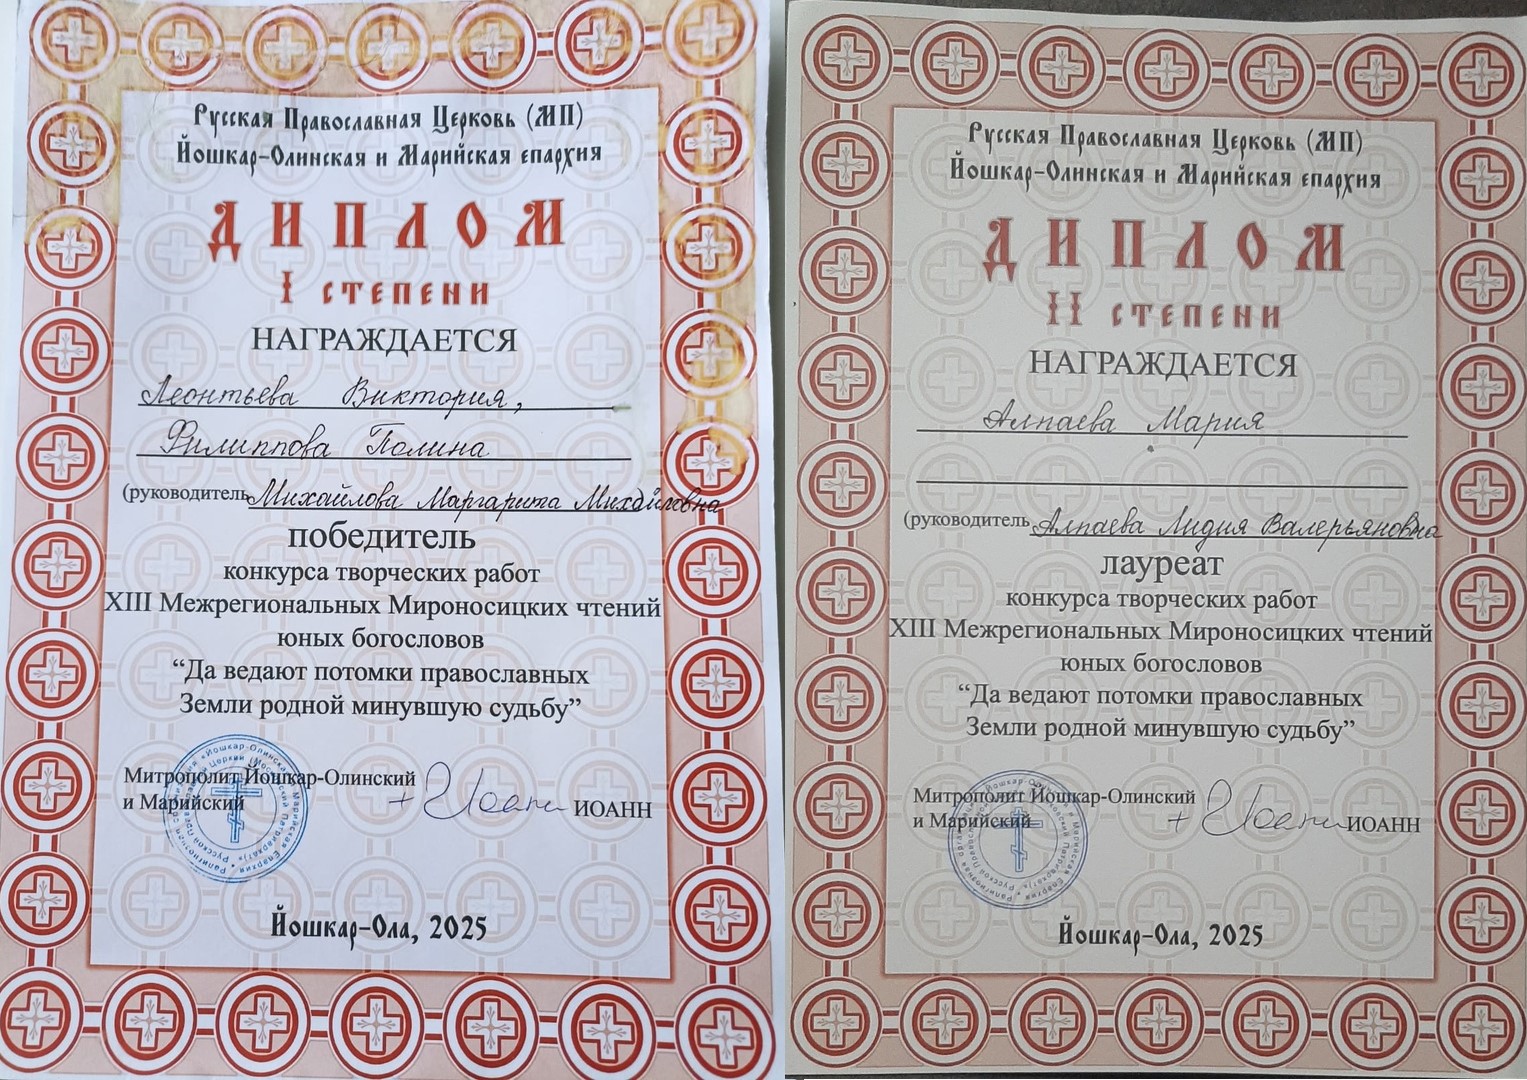 Русская Православная Церковь (МП)
Йошкар-Олинская и Марийская епархия
ДИПЛОМ
I степени
НАГРАЖДАЕТСЯ
Леонтьева Виктория,
Филиппова Полина
(руководитель Михайлова Маргарита Михайловна
победитель
конкурса творческих работ
XIII Межрегиональных Мироносицких чтений
юных богословов
“Да ведают потомки православных
Земли родной минувшую судьбу”
Митрополит Йошкар-Олинский
и Марийский + Иоанн ИОАНН
Йошкар-Ола, 2025
Русская Православная Церковь (МП)
Йошкар-Олинская и Марийская епархия
ДИПЛОМ
II степени
НАГРАЖДАЕТСЯ
Алпаева Мария
(руководитель Алпаева Лидия Валерьяновна
лауреат
конкурса творческих работ
XIII Межрегиональных Мироносицких чтений
юных богословов
“Да ведают потомки православных
Земли родной минувшую судьбу”
Митрополит Йошкар-Олинский
и Марийский + Иоанн ИОАНН
Йошкар-Ола, 2025